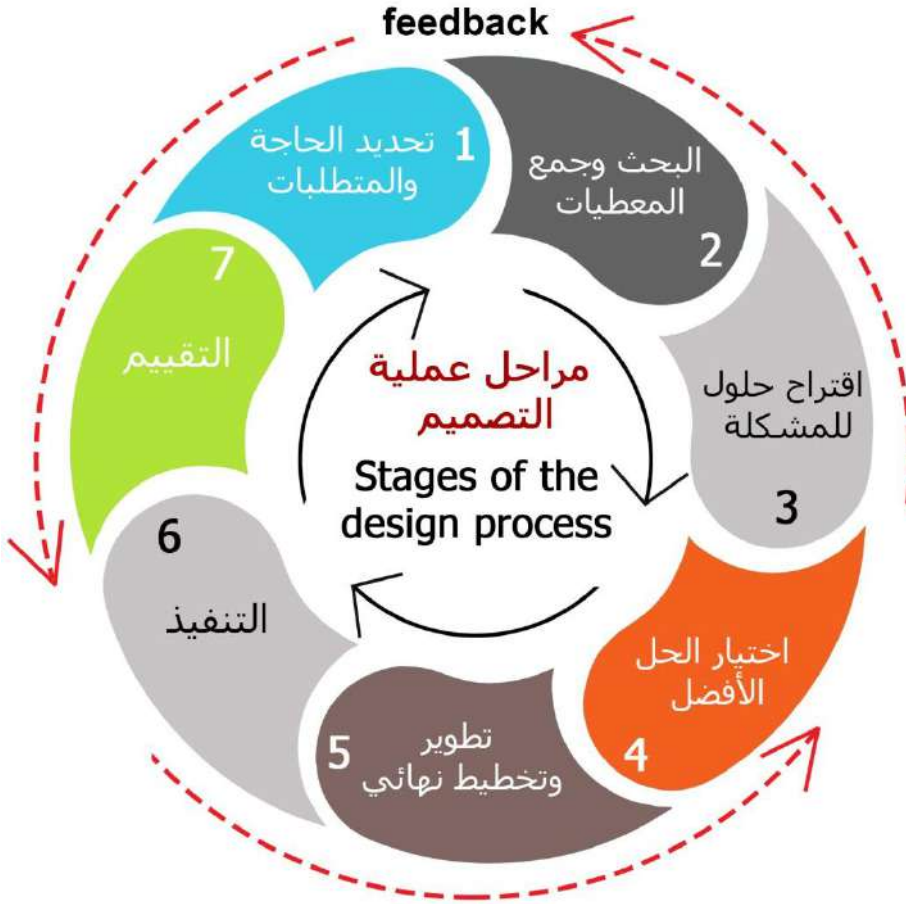 feedback
1
تحديد الحاجة
والمتطلبات
البحث وجمع
المعطيات
2
اقتراح حلول
للمشكلة
3
اختيار الحل
الأفضل
4
تطوير
وتخطيط نهائي
5
6
التنفيذ
7
التقييم
مراحل عملية
التصميم
Stages of the
design process